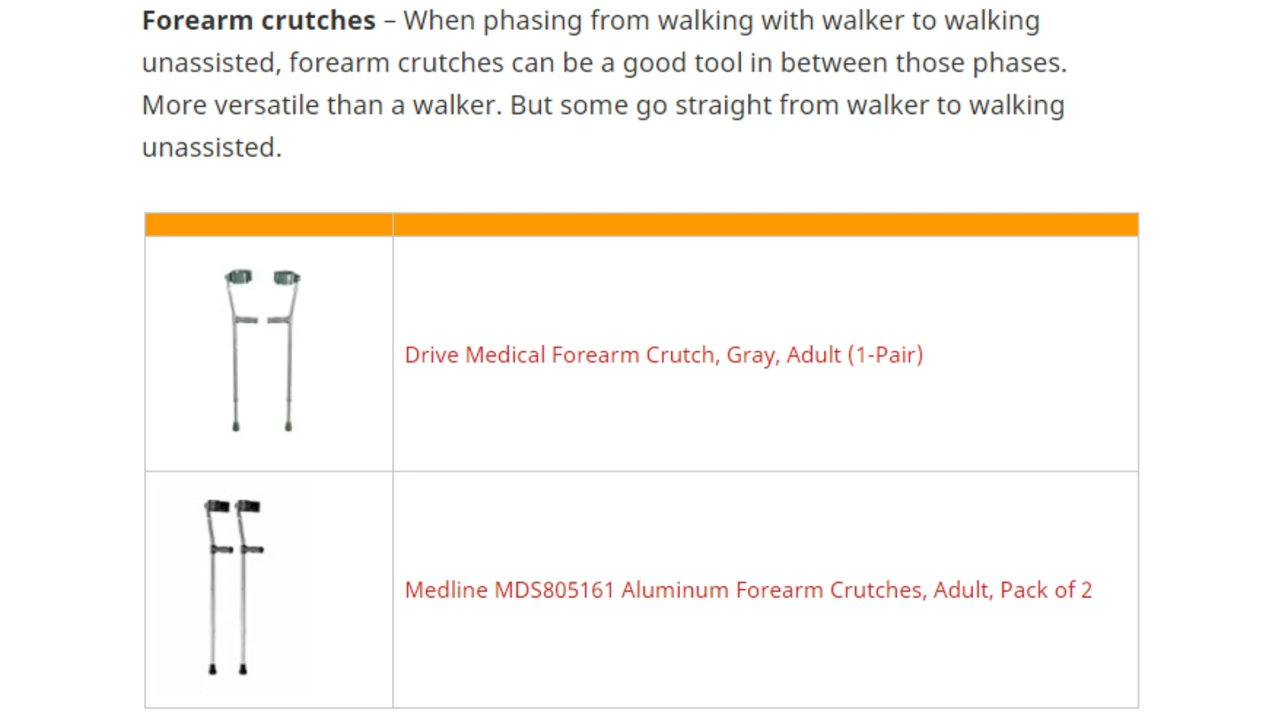 Forearm crutches – When phasing from walking with walker to walking
unassisted, forearm crutches can be a good tool in between those phases.
More versatile than a walker. But some go straight from walker to walking
unassisted.
Drive Medical Forearm Crutch, Gray, Adult (1-Pair)
Medline MDS805161 Aluminum Forearm Crutches, Adult, Pack of 2